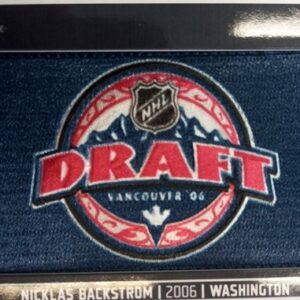 NHL
DRAFT
VANCOUVER '06
NICKLAS BACKSTROM | 2006 | WASHINGTON